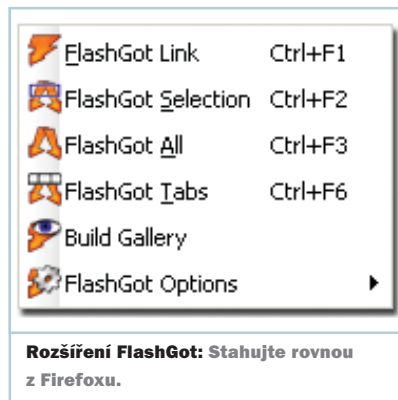 FlashGot Link Ctrl+F1
FlashGot Selection Ctrl+F2
FlashGot All Ctrl+F3
FlashGot Tabs Ctrl+F6
Build Gallery
FlashGot Options
Rozšíření FlashGot: Stahujte rovnou
z Firefoxu.